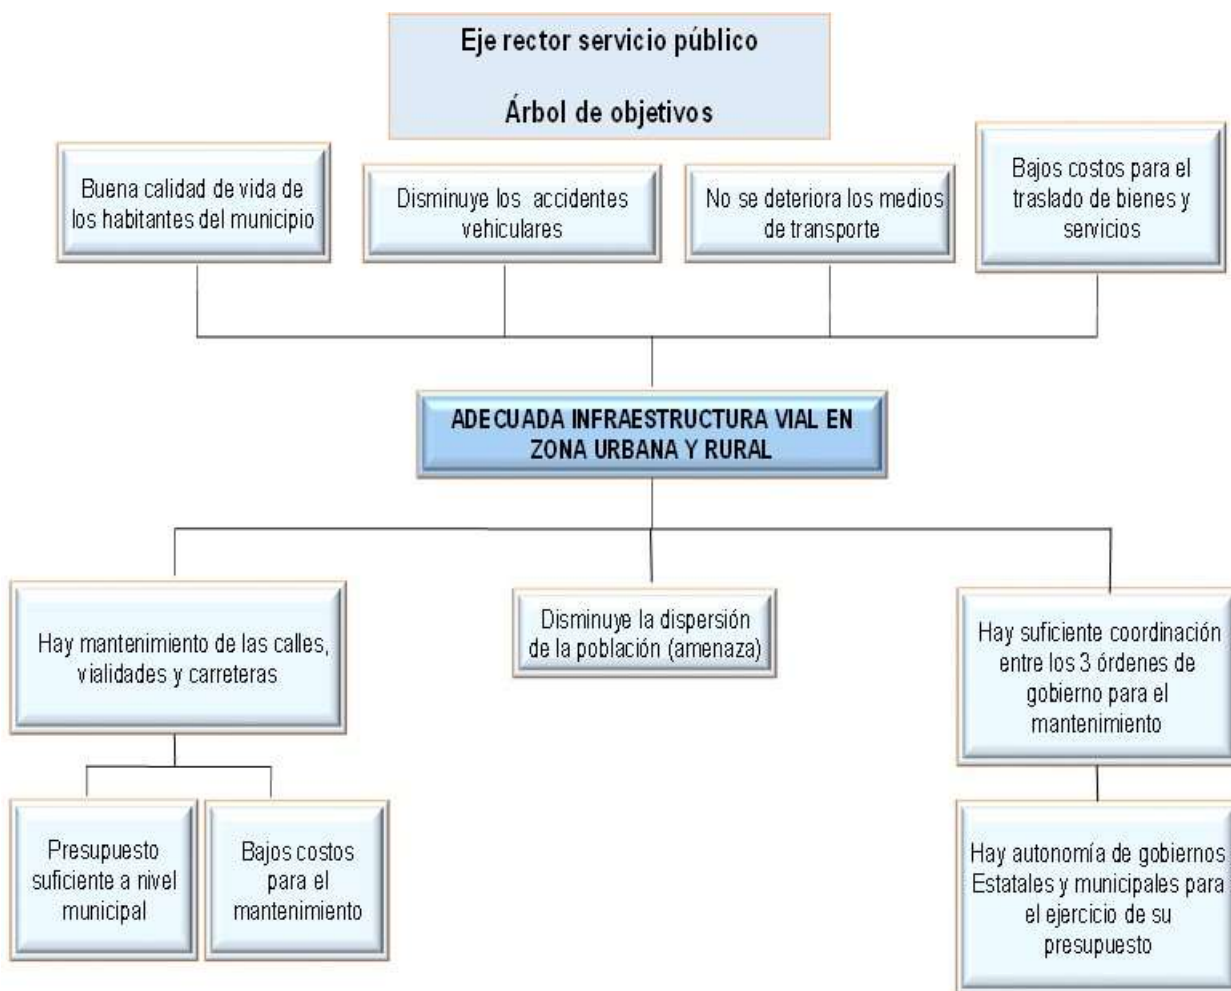 Eje rector servicio público
Árbol de objetivos
Buena calidad de vida de
los habitantes del municipio
Disminuye los accidentes
vehiculares
No se deteriora los medios
de transporte
Bajos costos para el
traslado de bienes y
servicios
ADECUADA INFRAESTRUCTURA VIAL EN
ZONA URBANA Y RURAL
Hay mantenimiento de las calles,
vialidades y carreteras
Disminuye la dispersión
de la población (amenaza)
Hay suficiente coordinación
entre los 3 órdenes de
gobierno para el
mantenimiento
Presupuesto
suficiente a nivel
municipal
Bajos costos
para el
mantenimiento
Hay autonomía de gobiernos
Estatales y municipales para
el ejercicio de su
presupuesto